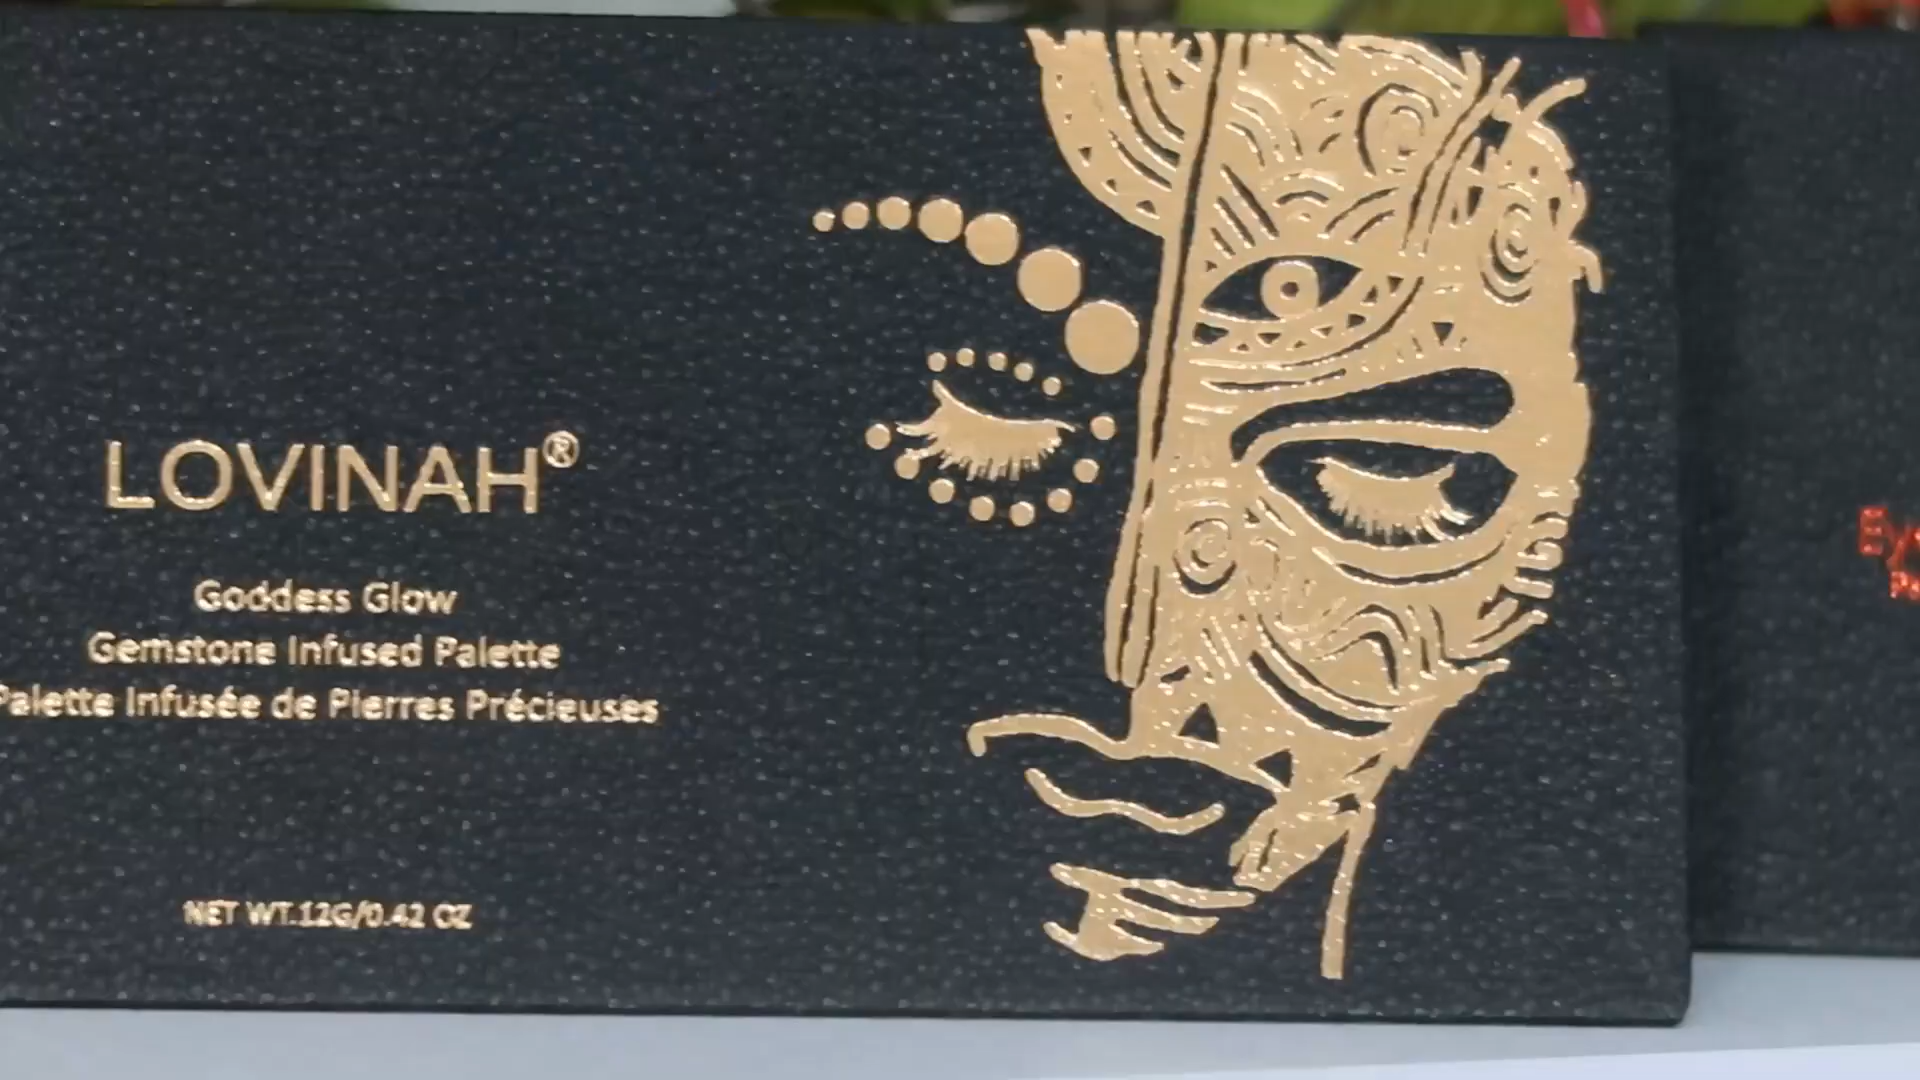 LOVINAH®
Goddess Glow
Gemstone Infused Palette
Palette Infusée de Pierres Précieuses
NET WT.12G/0.42 OZ